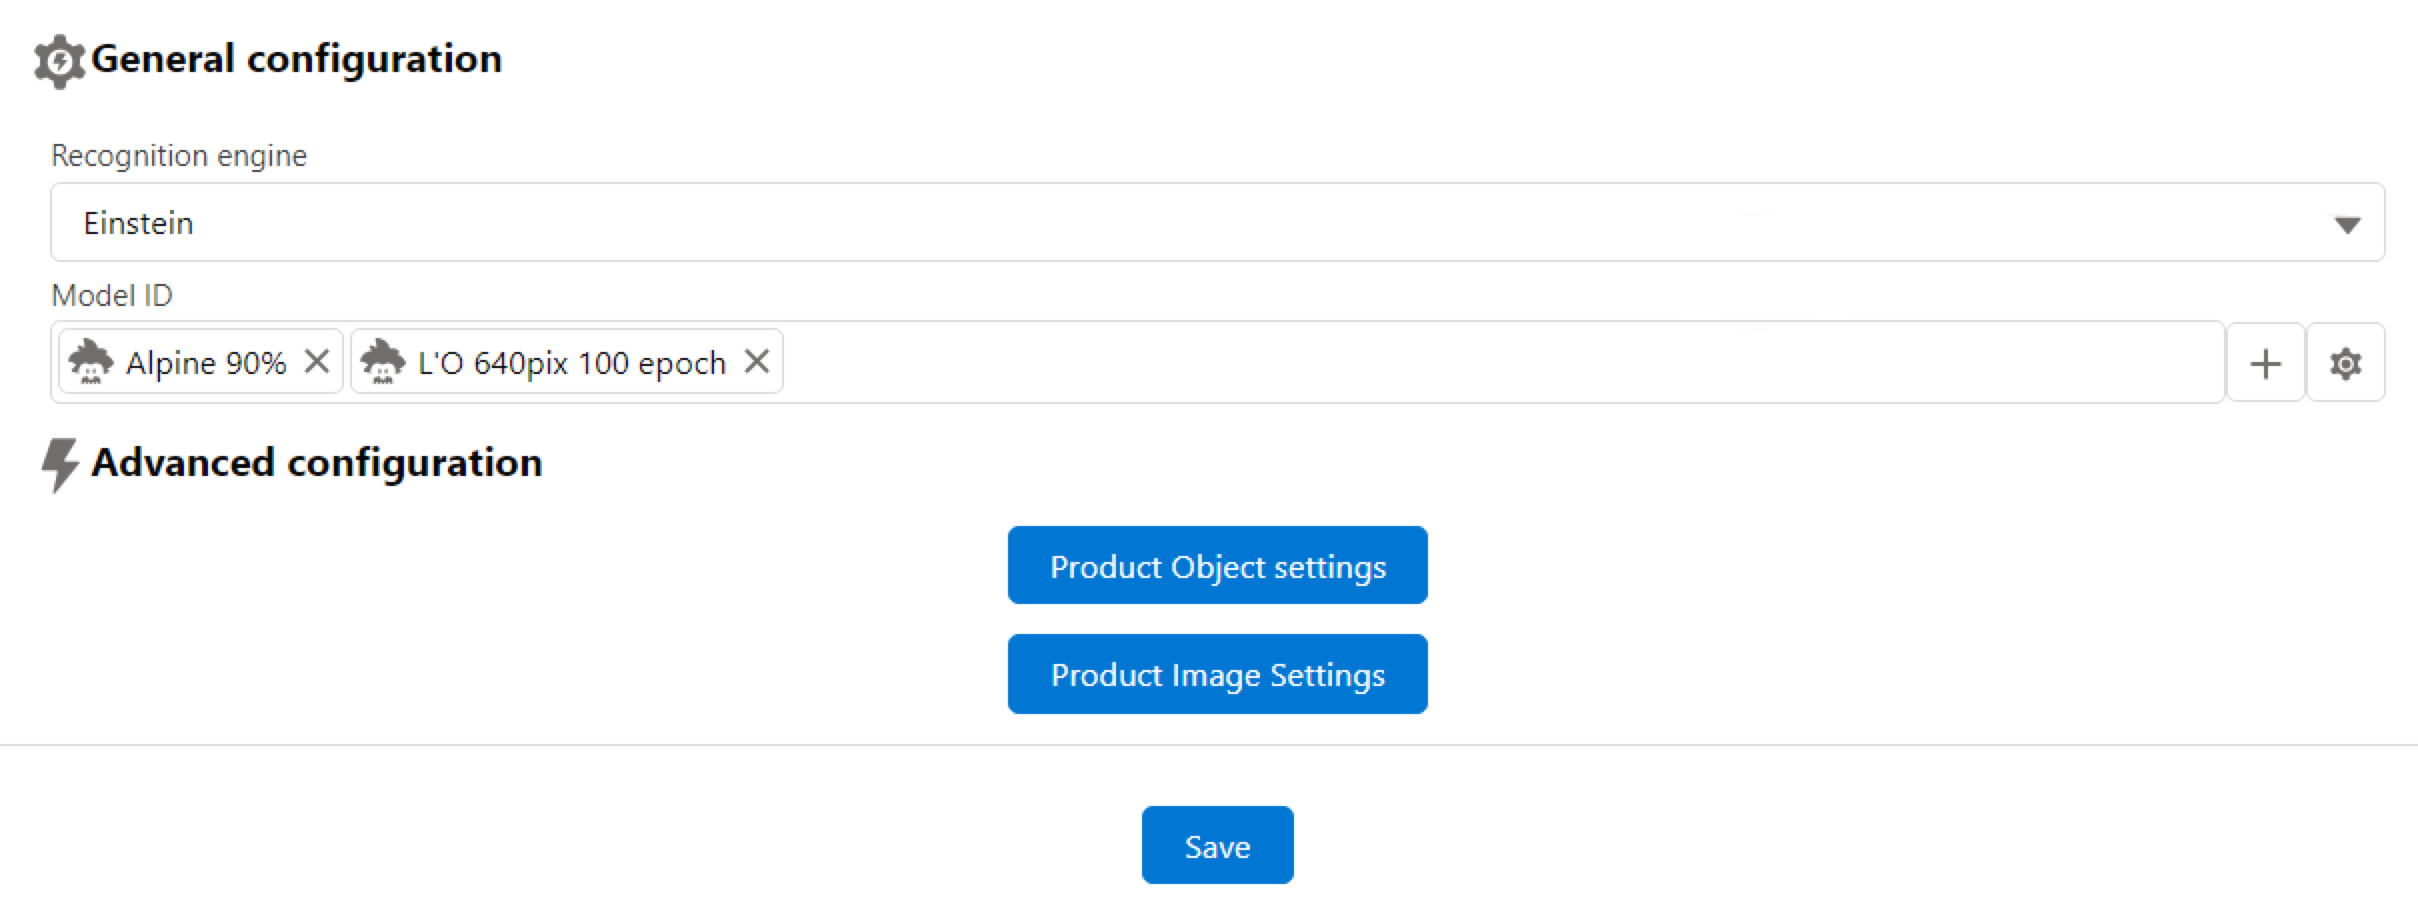 General configuration
Recognition engine
Einstein
Model ID
Alpine 90% L'O 640pix 100 epoch
Advanced configuration
Product Object settings
Product Image Settings
Save